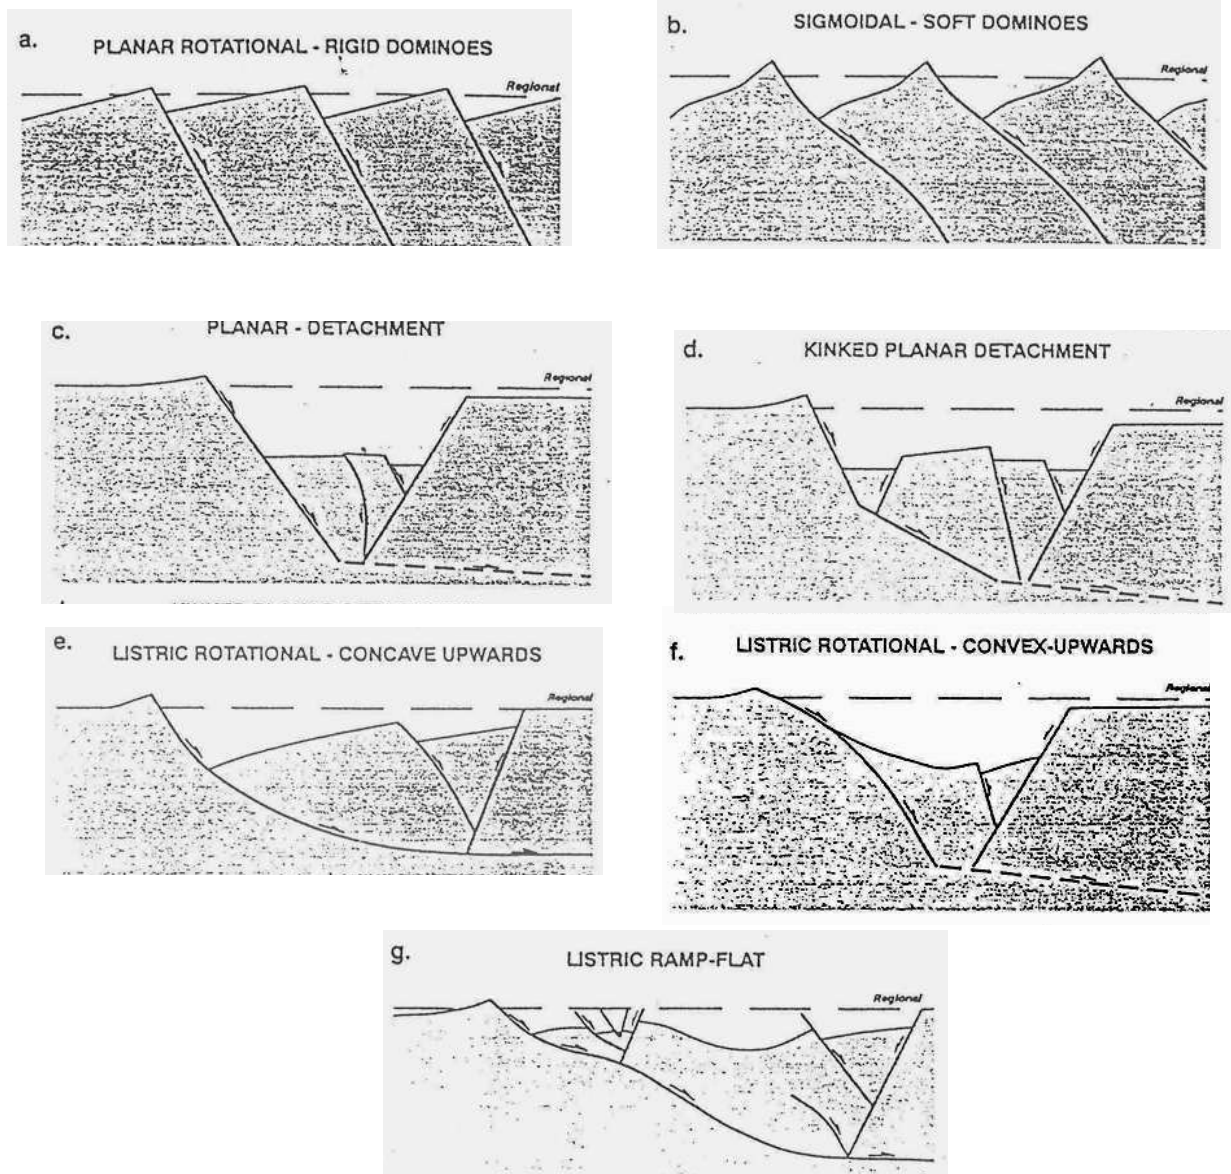 a.
PLANAR ROTATIONAL - RIGID DOMINOES
Regional
b.
SIGMOIDAL - SOFT DOMINOES
Regional
c.
PLANAR - DETACHMENT
Regional
d.
KINKED PLANAR DETACHMENT
Regional
e.
LISTRIC ROTATIONAL - CONCAVE UPWARDS
Regional
f.
LISTRIC ROTATIONAL - CONVEX-UPWARDS
Regional
g.
LISTRIC RAMP-FLAT
Regional